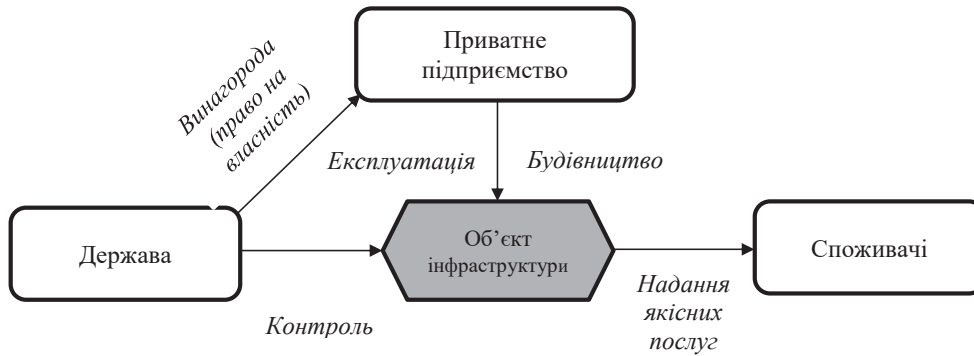 Приватне
підприємство
Винагорода
(право на
власність)
Експлуатація
Будівництво
Держава
Об’єкт
інфраструктури
Споживачі
Контроль
Надання
якісних
послуг